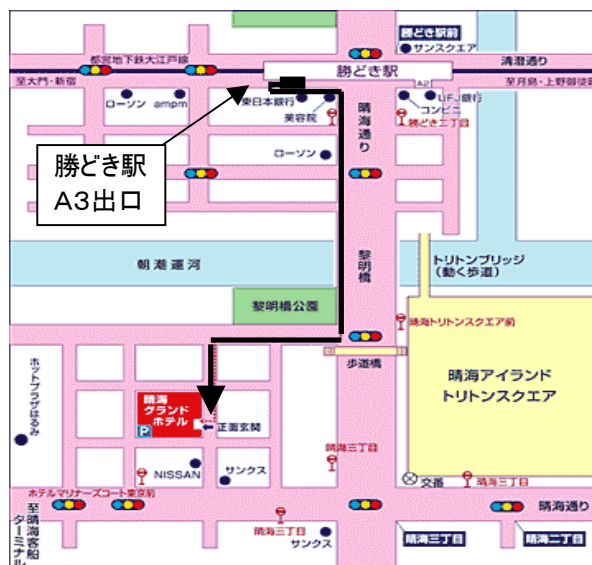 勝どき駅前
サンスクエア
都営地下鉄大江戸線
清澄通り
勝どき駅
至大門・新宿
至月島・上野御徒町
A2
ローソン
ampm
東日本銀行
UFJ銀行
コンビニ
美容院
勝どき二丁目
晴海通り
ローソン
勝どき駅
A3出口
朝潮運河
黎明橋
トリトンブリッジ
(動く歩道)
黎明橋公園
晴海トリトンスクエア前
歩道橋
晴海アイランド
トリトンスクエア
ホットプラザはるみ
晴海
グランド
ホテル
P
正面玄関
NISSAN
サンクス
晴海三丁目
交番
晴海三丁目
ホテルマリナーズコート東京前
晴海通り
至晴海客船
ターミナル
晴海三丁目
サンクス
晴海三丁目
晴海二丁目